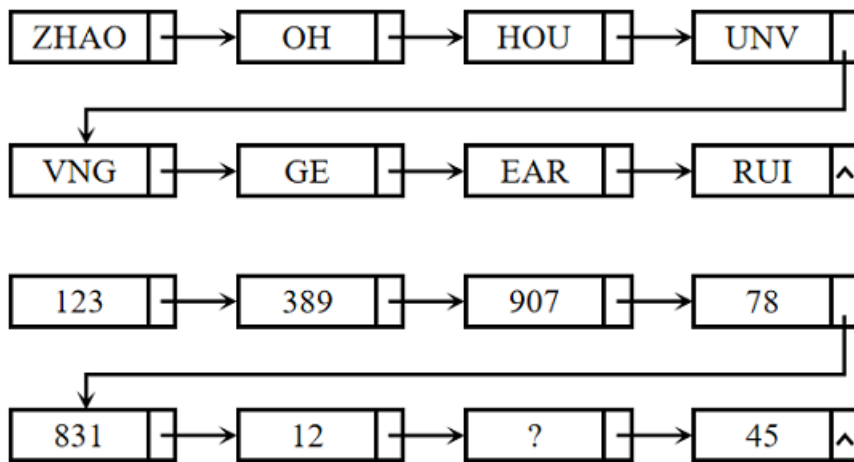 ZHAO OH HOU UNV
VNG GE EAR RUI ^
123 389 907 78
831 12 ? 45 ^